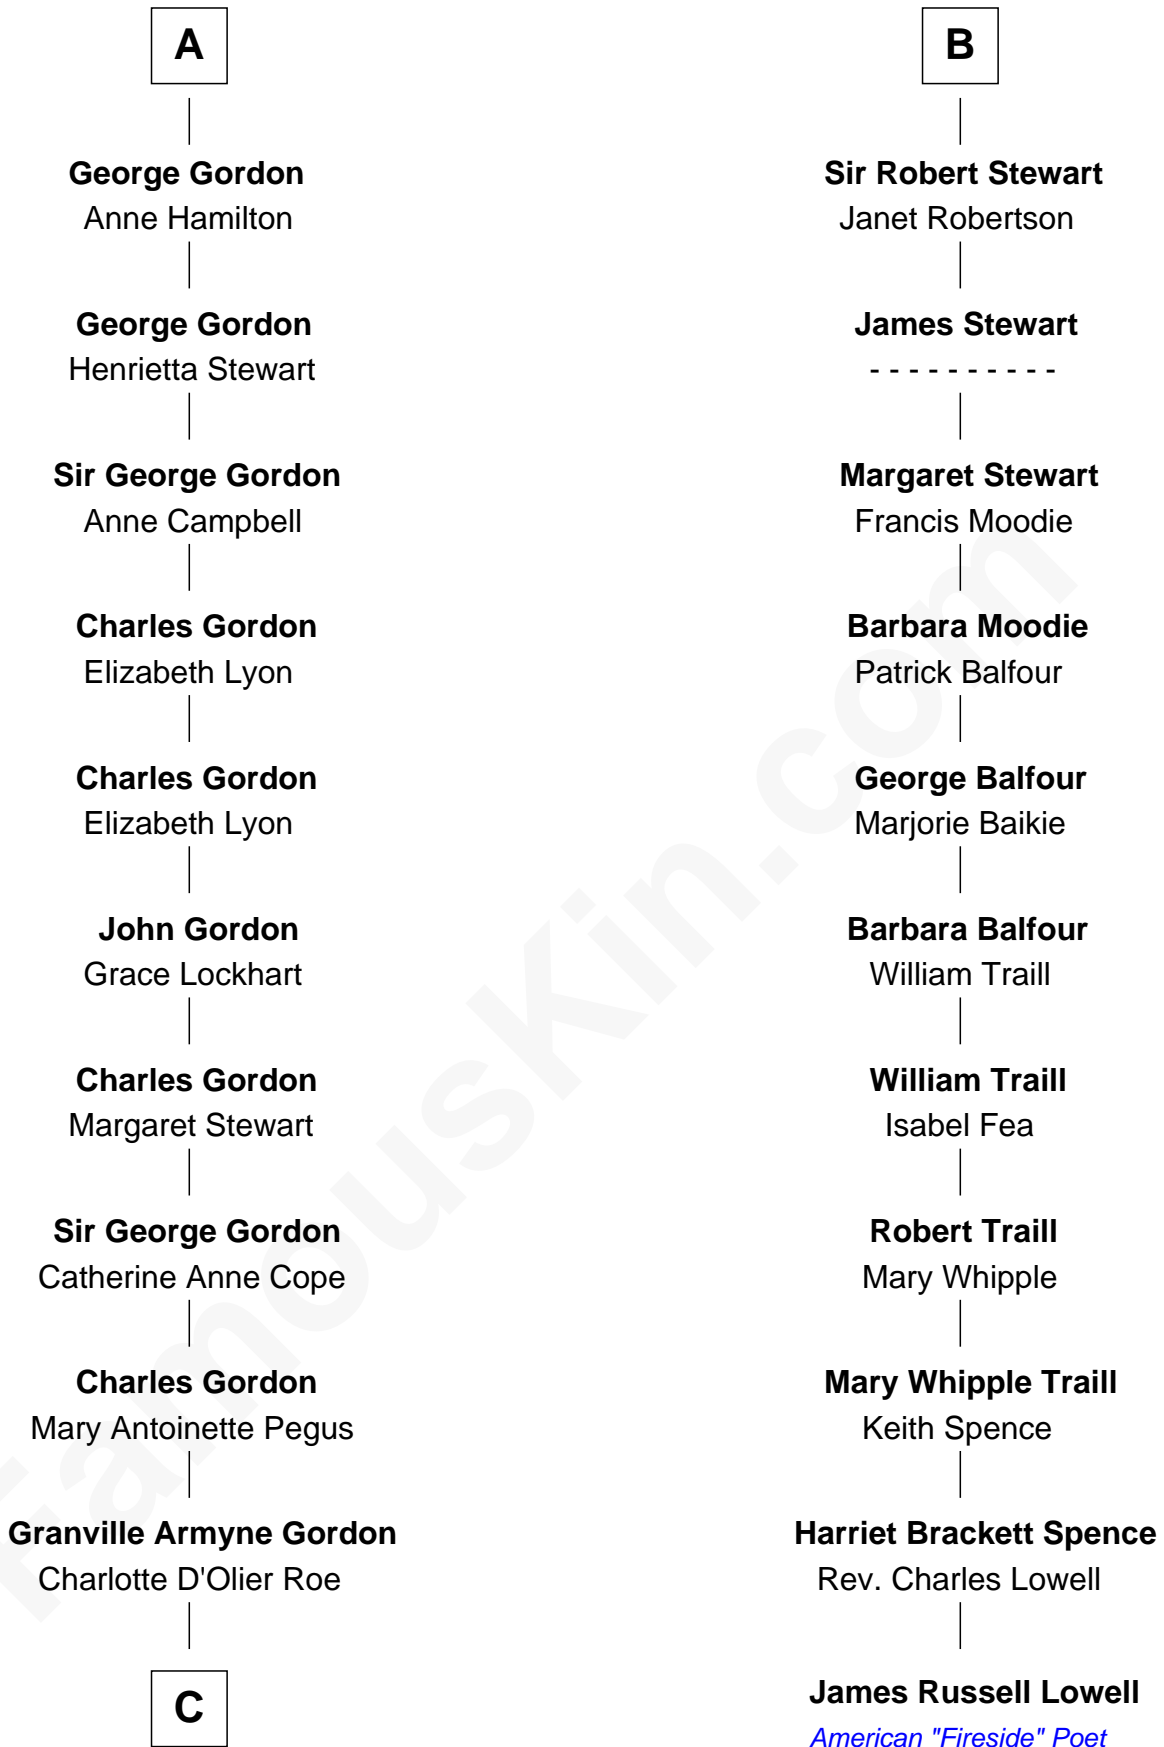 A
George Gordon
Anne Hamilton
George Gordon
Henrietta Stewart
Sir George Gordon
Anne Campbell
Charles Gordon
Elizabeth Lyon
Charles Gordon
Elizabeth Lyon
John Gordon
Grace Lockhart
Charles Gordon
Margaret Stewart
Sir George Gordon
Catherine Anne Cope
Charles Gordon
Mary Antoinette Pegus
Granville Armyne Gordon
Charlotte D'Olier Roe
C
B
Sir Robert Stewart
Janet Robertson
James Stewart
- - - - - - - - - -
Margaret Stewart
Francis Moodie
Barbara Moodie
Patrick Balfour
George Balfour
Marjorie Baikie
Barbara Balfour
William Traill
William Traill
Isabel Fea
Robert Traill
Mary Whipple
Mary Whipple Traill
Keith Spence
Harriet Brackett Spence
Rev. Charles Lowell
James Russell Lowell
American "Fireside" Poet
FamousKin.com